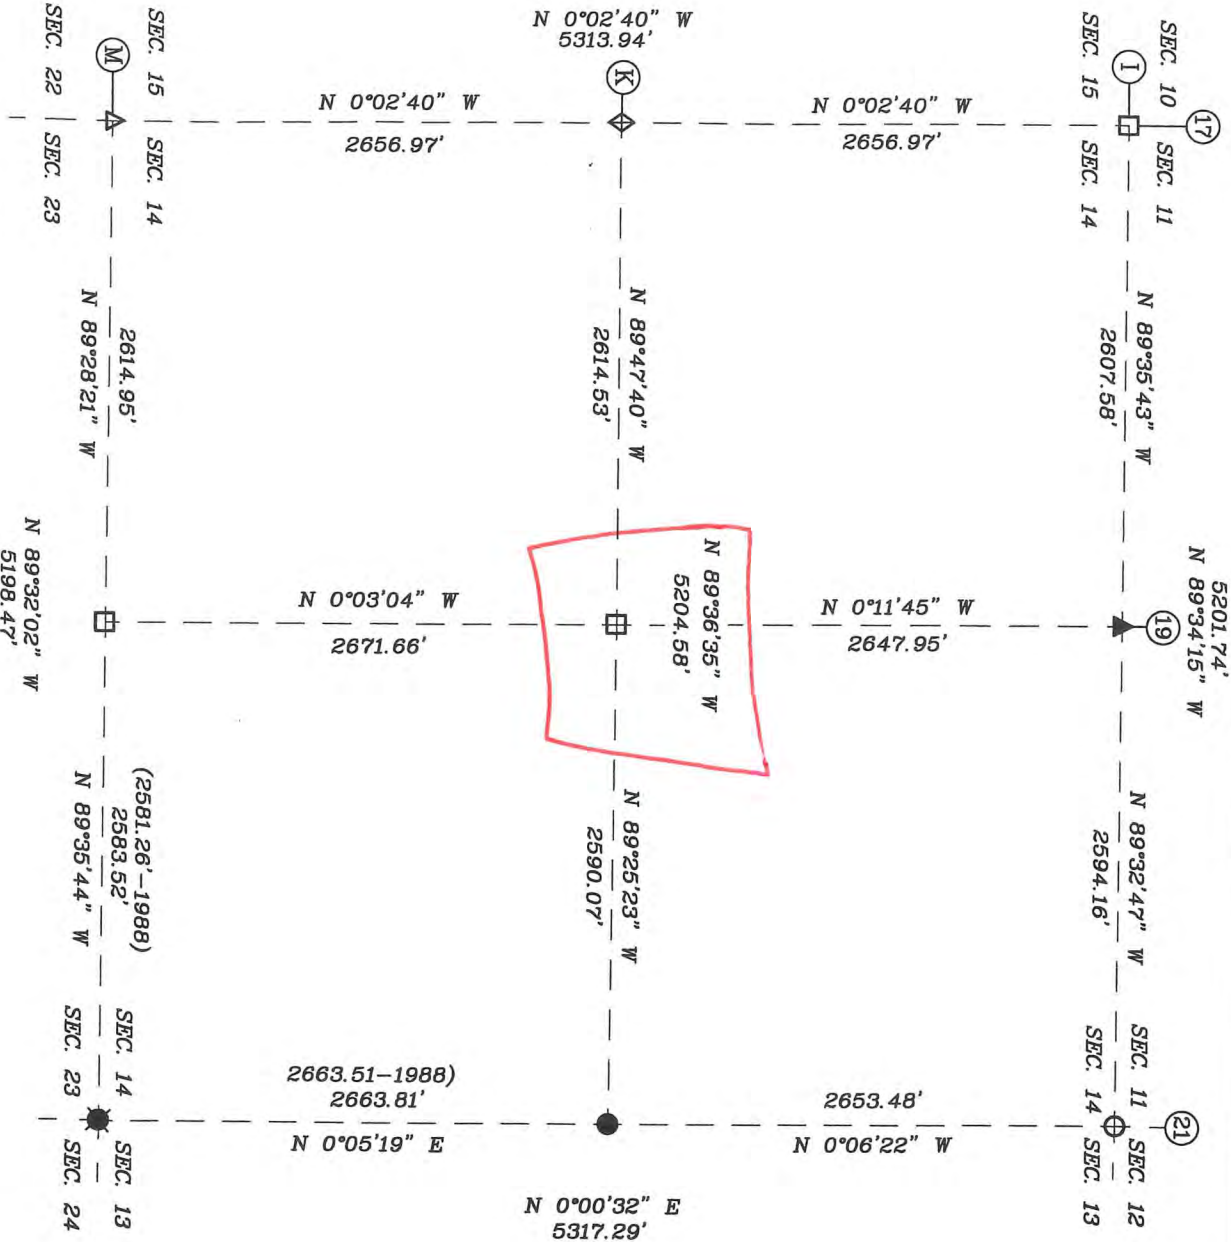 N 0°02'40" W
5313.94'
SEC. 22
SEC. 15
M
SEC. 23
SEC. 14
N 0°02'40" W
2656.97'
K
N 0°02'40" W
2656.97'
SEC. 15
SEC. 10
I
17
SEC. 14
SEC. 11
2614.95'
N 89°28'21" W
N 89°47'40" W
2614.53'
N 89°35'43" W
2607.58'
N 89°32'02" W
5198.47'
N 0°03'04" W
2671.66'
N 89°36'35" W
5204.58'
N 0°11'45" W
2647.95'
19
5201.74'
N 89°34'15" W
(2581.26'-1988)
2583.52'
N 89°35'44" W
N 89°25'23" W
2590.07'
N 89°32'47" W
2594.16'
SEC. 14
SEC. 23
SEC. 13
SEC. 24
2663.51-1988)
2663.81'
N 0°05'19" E
2653.48'
N 0°06'22" W
SEC. 11
SEC. 14
21
SEC. 12
SEC. 13
N 0°00'32" E
5317.29'